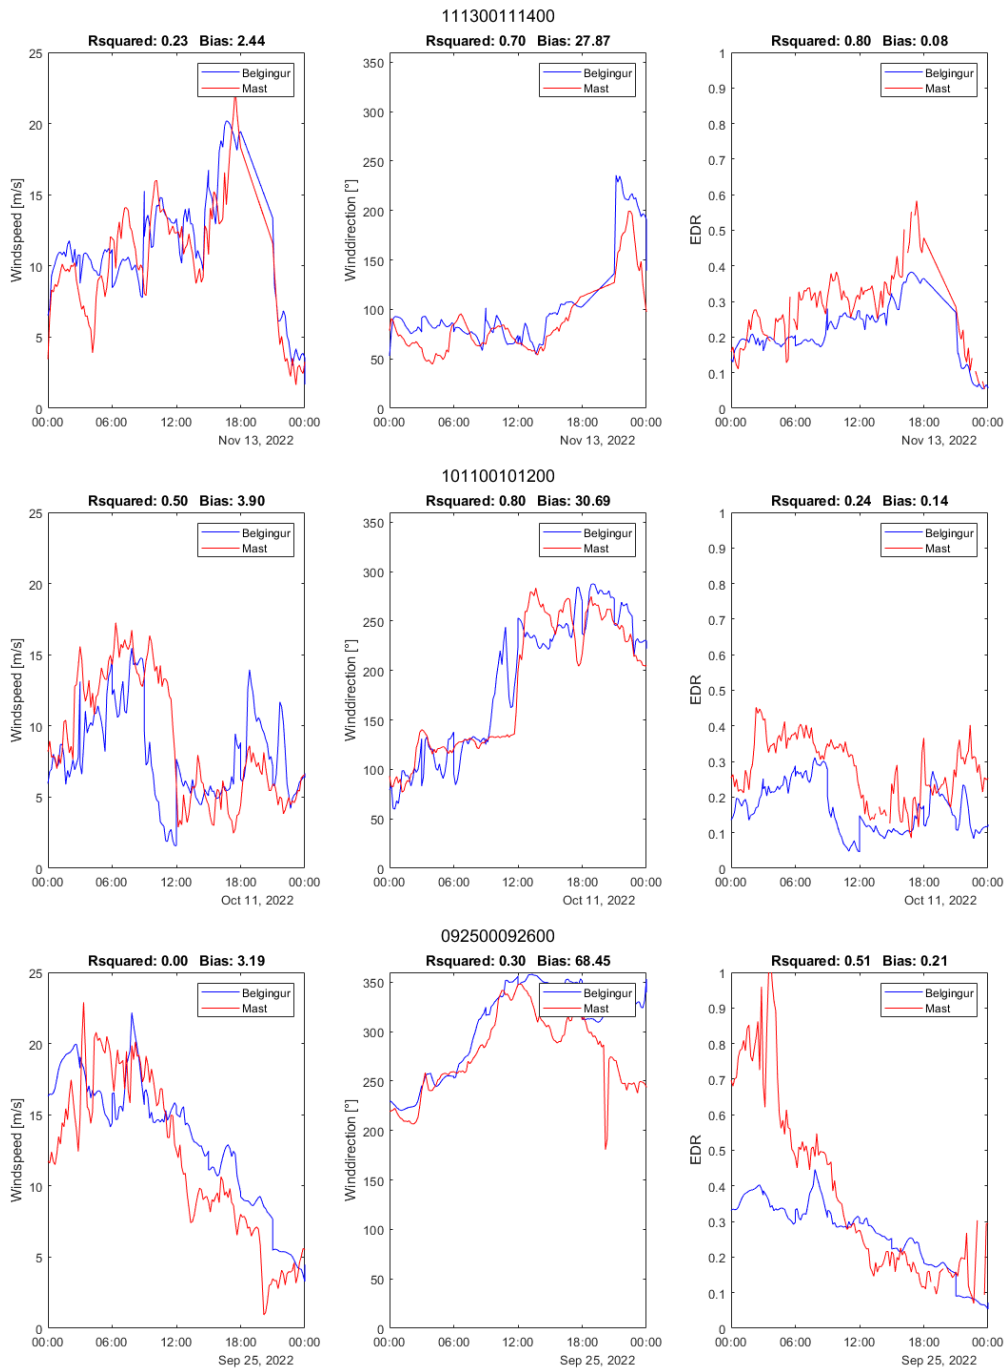 111300111400
Rsquared: 0.23 Bias: 2.44
25
20
15
10
5
0
Windspeed [m/s]
Belgingur
Mast
00:00 06:00 12:00 18:00 00:00
Nov 13, 2022
Rsquared: 0.70 Bias: 27.87
350
300
250
200
150
100
50
0
Winddirection [°]
Belgingur
Mast
00:00 06:00 12:00 18:00 00:00
Nov 13, 2022
Rsquared: 0.80 Bias: 0.08
1
0.9
0.8
0.7
0.6
0.5
0.4
0.3
0.2
0.1
0
EDR
Belgingur
Mast
00:00 06:00 12:00 18:00 00:00
Nov 13, 2022
101100101200
Rsquared: 0.50 Bias: 3.90
25
20
15
10
5
0
Windspeed [m/s]
Belgingur
Mast
00:00 06:00 12:00 18:00 00:00
Oct 11, 2022
Rsquared: 0.80 Bias: 30.69
350
300
250
200
150
100
50
0
Winddirection [°]
Belgingur
Mast
00:00 06:00 12:00 18:00 00:00
Oct 11, 2022
Rsquared: 0.24 Bias: 0.14
1
0.9
0.8
0.7
0.6
0.5
0.4
0.3
0.2
0.1
0
EDR
Belgingur
Mast
00:00 06:00 12:00 18:00 00:00
Oct 11, 2022
092500092600
Rsquared: 0.00 Bias: 3.19
25
20
15
10
5
0
Windspeed [m/s]
Belgingur
Mast
00:00 06:00 12:00 18:00 00:00
Sep 25, 2022
Rsquared: 0.30 Bias: 68.45
350
300
250
200
150
100
50
0
Winddirection [°]
Belgingur
Mast
00:00 06:00 12:00 18:00 00:00
Sep 25, 2022
Rsquared: 0.51 Bias: 0.21
1
0.9
0.8
0.7
0.6
0.5
0.4
0.3
0.2
0.1
0
EDR
Belgingur
Mast
00:00 06:00 12:00 18:00 00:00
Sep 25, 2022